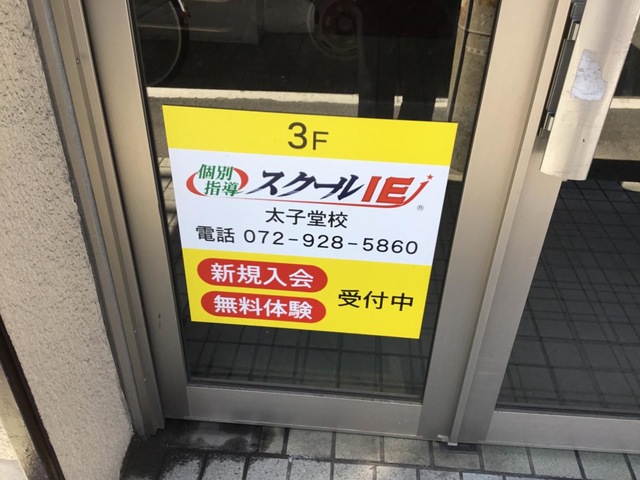 3F
個別
指導
スクールIE
®
太子堂校
電話 072-928-5860
新規入会
無料体験
受付中